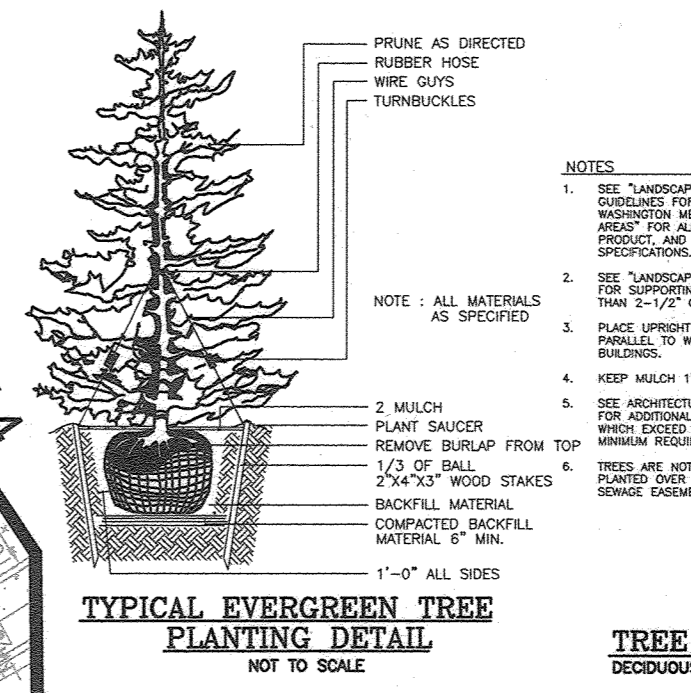 PRUNE AS DIRECTED
RUBBER HOSE
WIRE GUYS
TURNBUCKLES
NOTE : ALL MATERIALS
AS SPECIFIED
2 MULCH
PLANT SAUCER
REMOVE BURLAP FROM TOP
1/3 OF BALL
2"X4"X3" WOOD STAKES
BACKFILL MATERIAL
COMPACTED BACKFILL
MATERIAL 6" MIN.
1'-0" ALL SIDES
TYPICAL EVERGREEN TREE
PLANTING DETAIL
NOT TO SCALE
NOTES
1. SEE "LANDSCAP
GUIDELINES FOR
WASHINGTON ME
AREAS" FOR AL
PRODUCT, AND
SPECIFICATIONS.
2. SEE "LANDSCAP
FOR SUPPORTIN
THAN 2-1/2"
3. PLACE UPRIGHT
PARALLEL TO W
BUILDINGS.
4. KEEP MULCH 1"
5. SEE ARCHITECTU
FOR ADDITIONAL
WHICH EXCEED
MINIMUM REQUI
6. TREES ARE NOT
PLANTED OVER
SEWAGE EASEME
TREE
DECIDUOUS